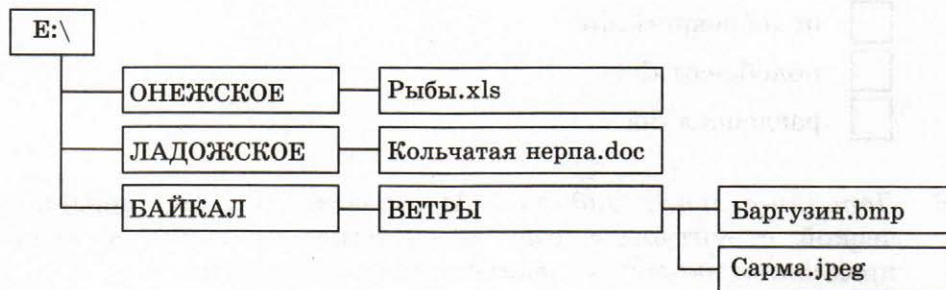 E:\
ОНЕЖСКОЕ Рыбы.xls
ЛАДОЖСКОЕ Кольчатая нерпа.doc
БАЙКАЛ ВЕТРЫ Баргузин.bmp
Сарма.jpeg